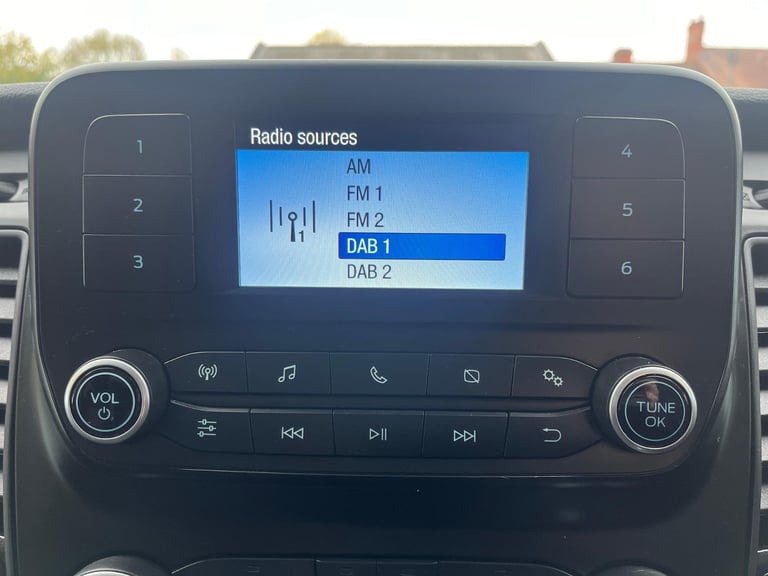 Radio sources
AM
FM 1
FM 2
DAB 1
DAB 2
1
1
2
3
4
5
6
VOL
TUNE
OK